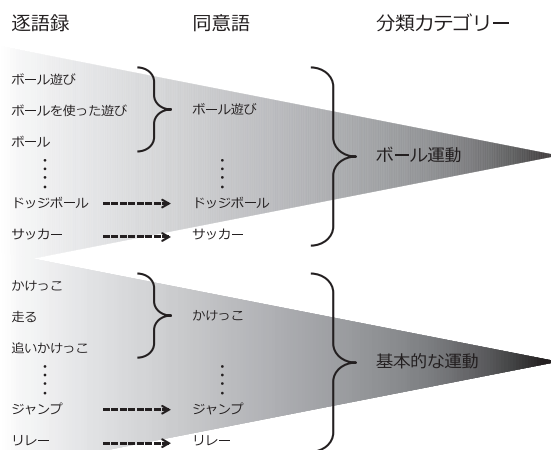 逐語録 同意語 分類カテゴリー
ボール遊び
ボールを使った遊び ボール遊び
ボール
ボール運動
ドッジボール ドッジボール
サッカー サッカー
かけっこ
走る かけっこ
追いかけっこ
基本的な運動
ジャンプ ジャンプ
リレー リレー